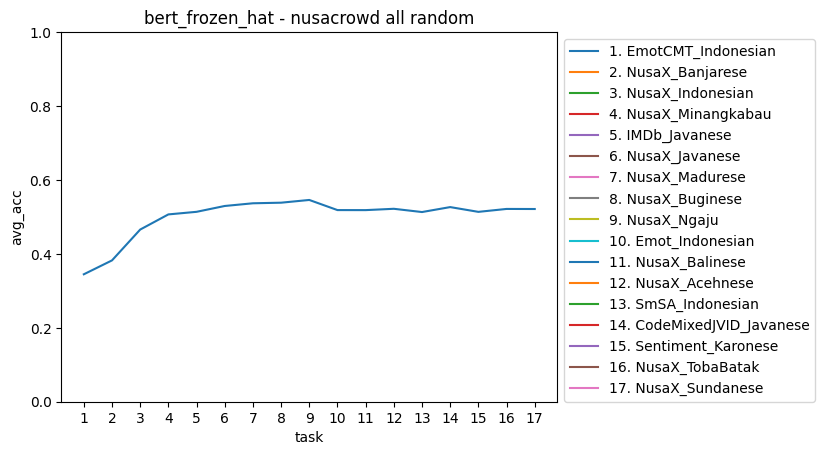 bert_frozen_hat - nusacrowd all random
1.0
0.8
0.6
0.4
0.2
0.0
avg_acc
1 2 3 4 5 6 7 8 9 10 11 12 13 14 15 16 17
task
1. EmotCMT_Indonesian
2. NusaX_Banjarese
3. NusaX_Indonesian
4. NusaX_Minangkabau
5. IMDb_Javanese
6. NusaX_Javanese
7. NusaX_Madurese
8. NusaX_Buginese
9. NusaX_Ngaju
10. Emot_Indonesian
11. NusaX_Balinese
12. NusaX_Acehnese
13. SmSA_Indonesian
14. CodeMixedJVID_Javanese
15. Sentiment_Karonese
16. NusaX_TobaBatak
17. NusaX_Sundanese